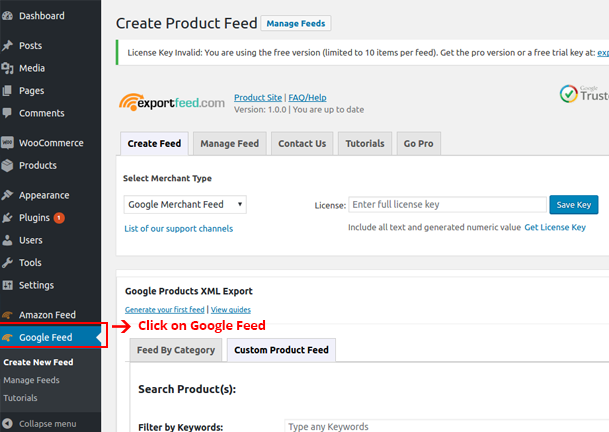 Dashboard
Posts
Media
Pages
Comments
WooCommerce
Products
Appearance
Plugins 1
Users
Tools
Settings
Amazon Feed
Google Feed
Create New Feed
Manage Feeds
Tutorials
Collapse menu
Create Product Feed Manage Feeds
License Key Invalid: You are using the free version (limited to 10 items per feed). Get the pro version or a free trial key at:
exportfeed.com
Product Site | FAQ/Help
Version: 1.0.0 | You are up to date
Google
Create Feed Manage Feed Contact Us Tutorials Go Pro
Select Merchant Type
Google Merchant Feed
List of our support channels
License: Enter full license key Save Key
Include all text and generated numeric value Get License Key
Google Products XML Export
Generate your first feed | View guides
Click on Google Feed
Feed By Category Custom Product Feed
Search Product(s):
Filter by Keywords: Type any Keywords